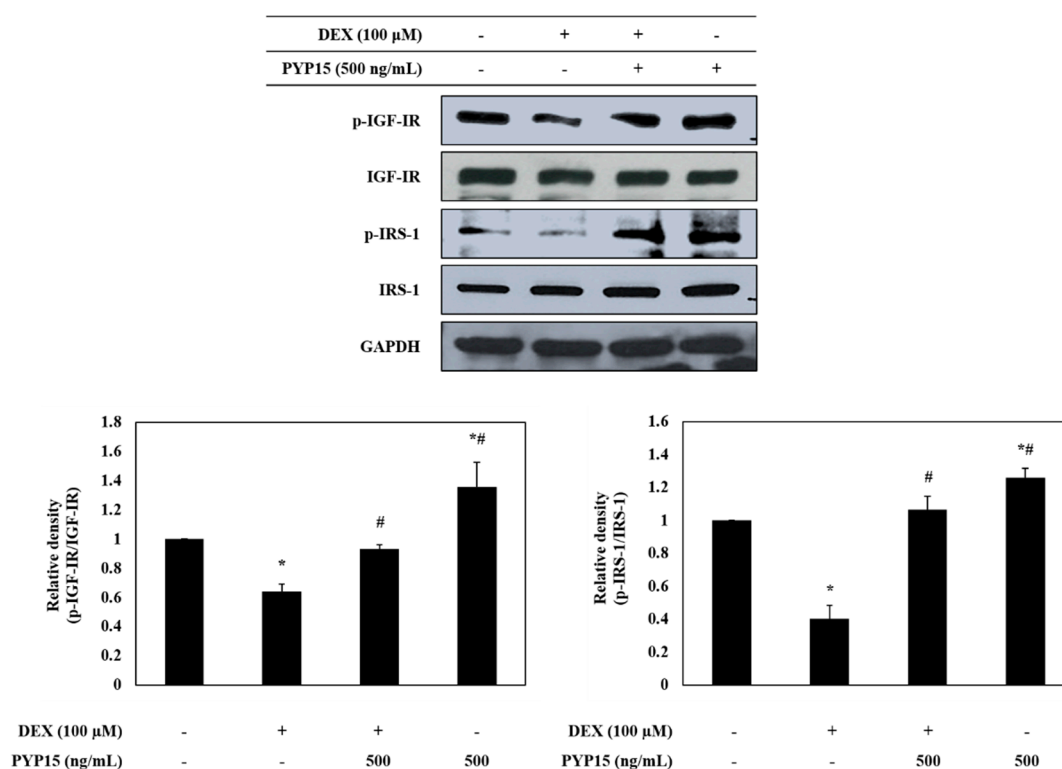 DEX (100 μM) - + + -
PYP15 (500 ng/mL) - - + +
p-IGF-IR
IGF-IR
p-IRS-1
IRS-1
GAPDH
Relative density
(p-IGF-IR/IGF-IR)
1.8
1.6
1.4
1.2
1
0.8
0.6
0.4
0.2
0
*
#
*#
DEX (100 μM) - + + -
PYP15 (ng/mL) - - 500 500
Relative density
(p-IRS-1/IRS-1)
1.6
1.4
1.2
1
0.8
0.6
0.4
0.2
0
*
#
*#
DEX (100 μM) - + + -
PYP15 (ng/mL) - - 500 500